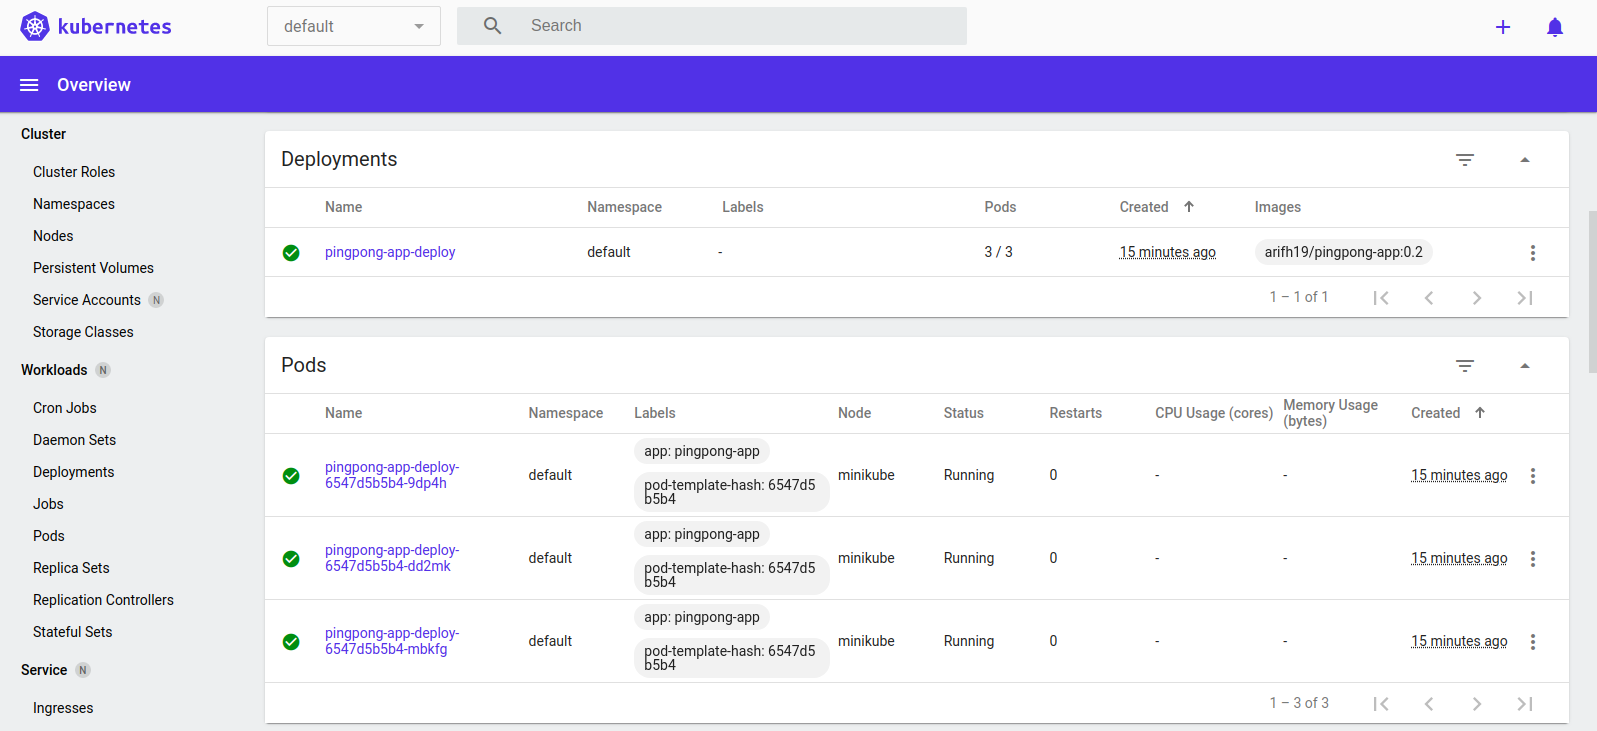 kubernetes
default
Search
Overview
Cluster
Cluster Roles
Namespaces
Nodes
Persistent Volumes
Service Accounts N
Storage Classes
Workloads N
Cron Jobs
Daemon Sets
Deployments
Jobs
Pods
Replica Sets
Replication Controllers
Stateful Sets
Service N
Ingresses
Deployments
Name Namespace Labels Pods Created Images
pingpong-app-deploy default - 3 / 3 15 minutes ago arifh19/pingpong-app:0.2
1 – 1 of 1
Pods
Name Namespace Labels Node Status Restarts CPU Usage (cores) Memory Usage (bytes) Created
pingpong-app-deploy-
6547d5b5b4-9dp4h
default
app: pingpong-app
pod-template-hash: 6547d5
b5b4
minikube Running 0 - - 15 minutes ago
pingpong-app-deploy-
6547d5b5b4-dd2mk
default
app: pingpong-app
pod-template-hash: 6547d5
b5b4
minikube Running 0 - - 15 minutes ago
pingpong-app-deploy-
6547d5b5b4-mbkfg
default
app: pingpong-app
pod-template-hash: 6547d5
b5b4
minikube Running 0 - - 15 minutes ago
1 – 3 of 3